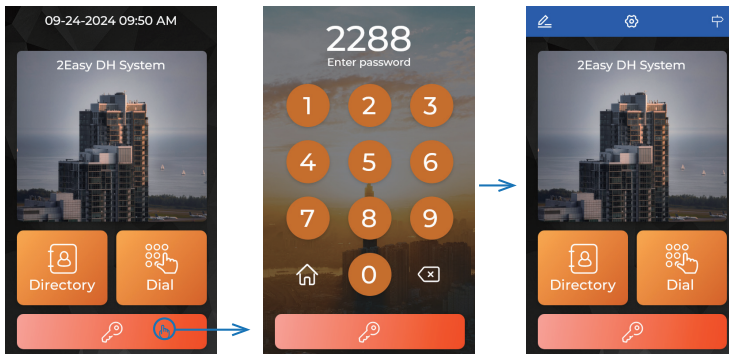 09-24-2024 09:50 AM
2Easy DH System
Directory
Dial
2288
Enter password
1 2 3
4 5 6
7 8 9
0
2Easy DH System
Directory
Dial